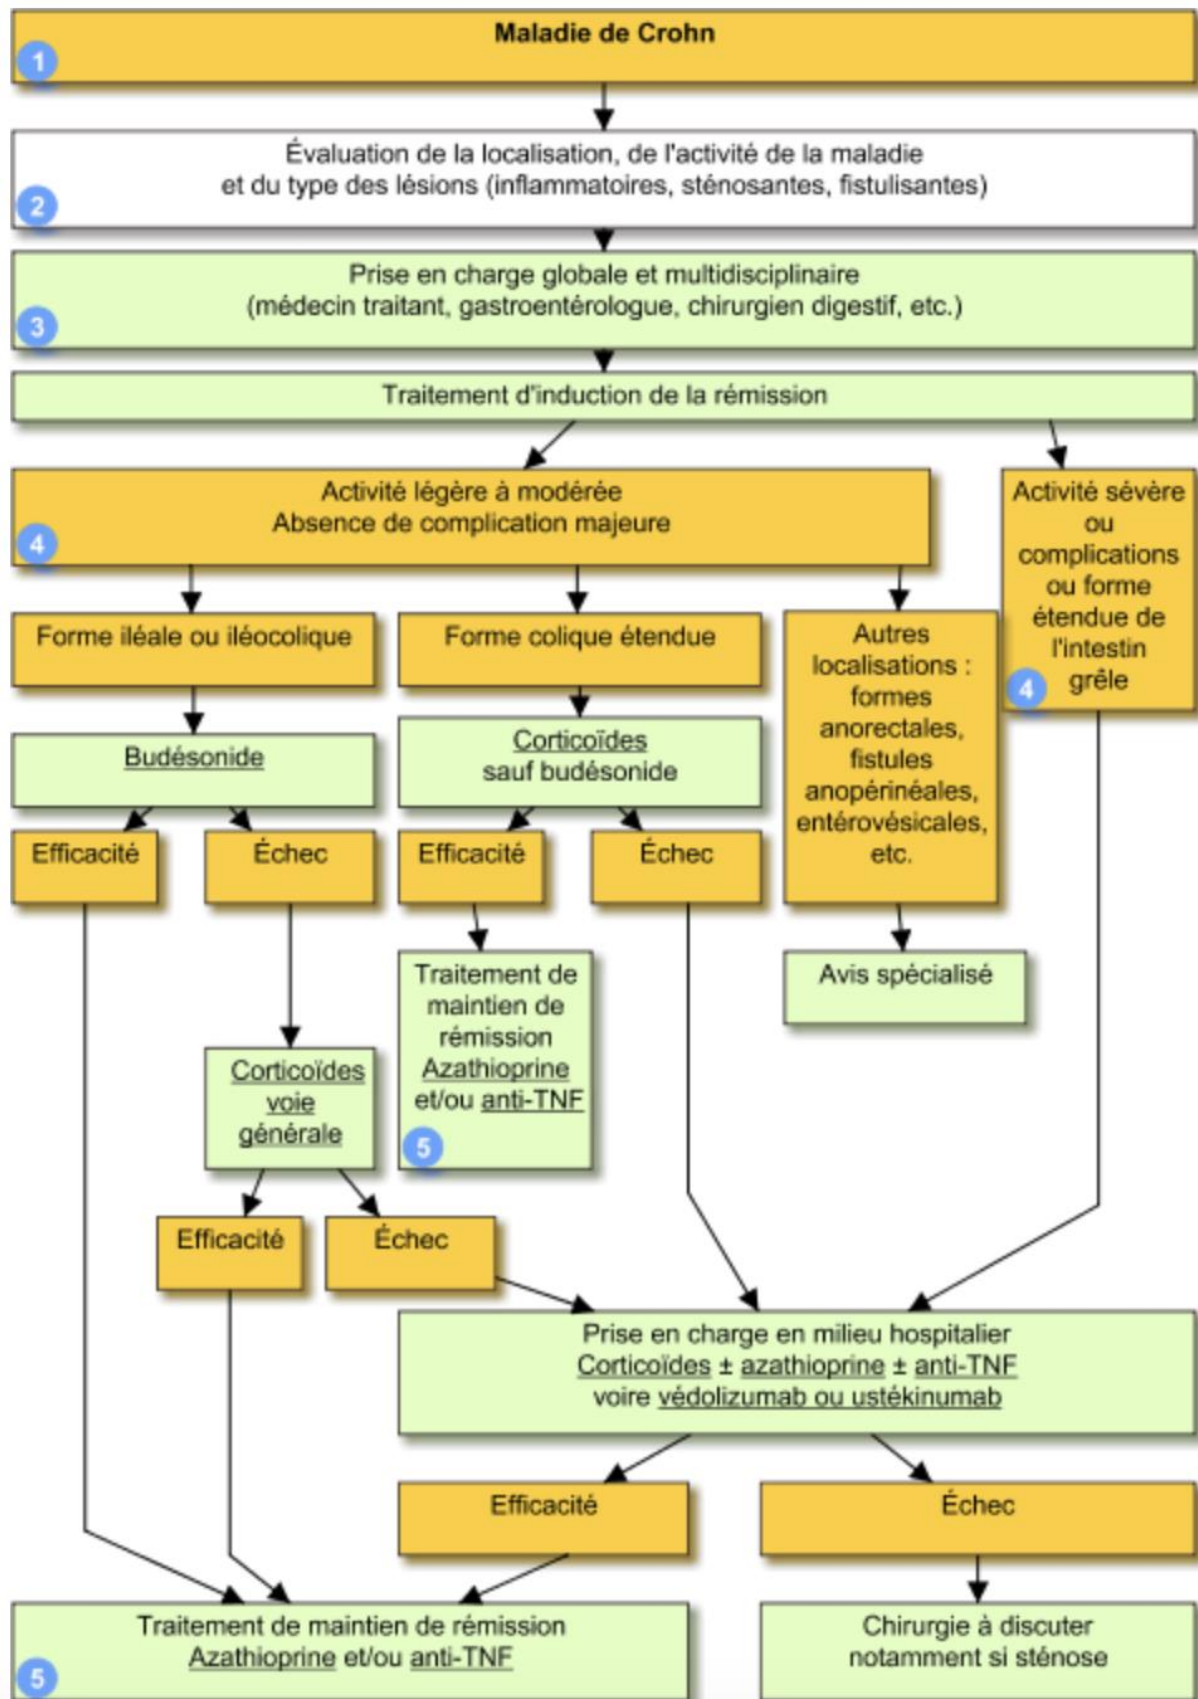 Maladie de Crohn
1
Évaluation de la localisation, de l'activité de la maladie
et du type des lésions (inflammatoires, sténosantes, fistulisantes)
2
Prise en charge globale et multidisciplinaire
(médecin traitant, gastroentérologue, chirurgien digestif, etc.)
3
Traitement d'induction de la rémission
Activité légère à modérée
Absence de complication majeure
4
Activité sévère
ou
complications
ou forme
étendue de
l'intestin
grêle
4
Forme iléale ou iléocolique
Forme colique étendue
Autres
localisations :
formes
anorectales,
fistules
anopérinéales,
entérovésicales,
etc.
Budésonide
Corticoïdes
sauf budésonide
Efficacité
Échec
Efficacité
Échec
Traitement de
maintien de
rémission
Azathioprine
et/ou anti-TNF
5
Avis spécialisé
Corticoïdes
voie
générale
Efficacité
Échec
Prise en charge en milieu hospitalier
Corticoïdes ± azathioprine ± anti-TNF
voire védolizumab ou ustékinumab
Efficacité
Échec
Traitement de maintien de rémission
Azathioprine et/ou anti-TNF
5
Chirurgie à discuter
notamment si sténose